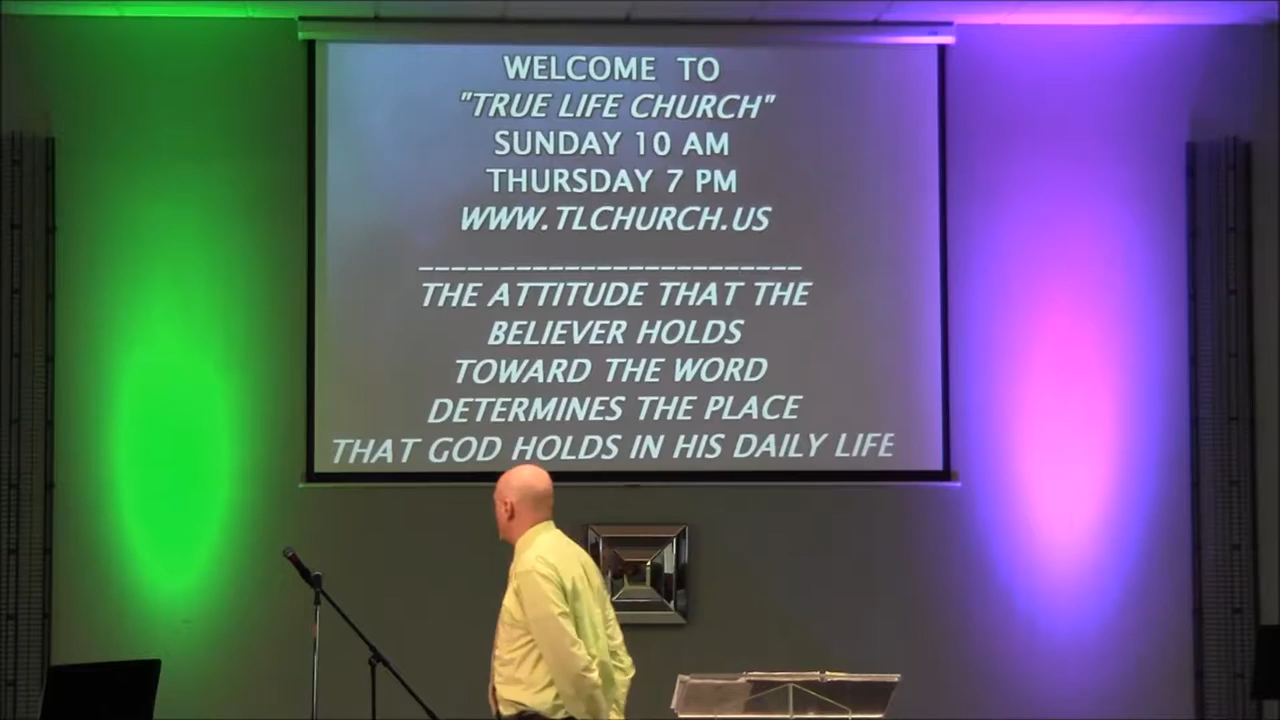 WELCOME TO
"TRUE LIFE CHURCH"
SUNDAY 10 AM
THURSDAY 7 PM
WWW.TLCHURCH.US
________________________
THE ATTITUDE THAT THE
BELIEVER HOLDS
TOWARD THE WORD
DETERMINES THE PLACE
THAT GOD HOLDS IN HIS DAILY LIFE